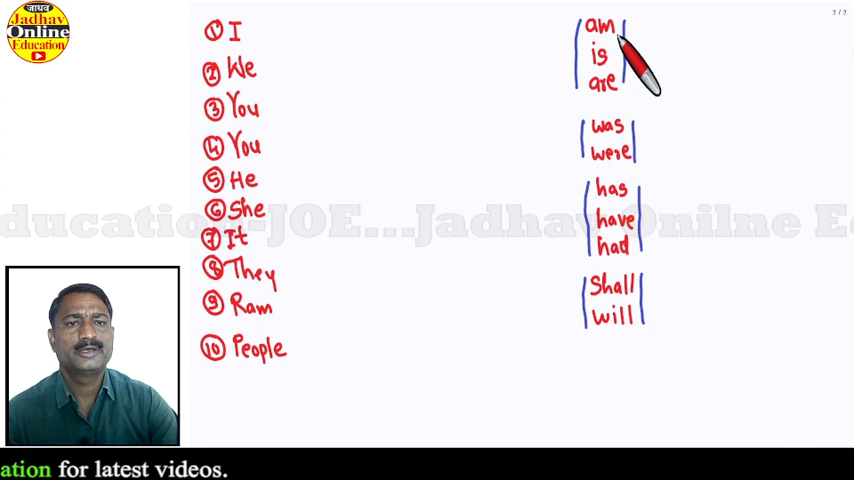 जाधव
Jadhav
Online
Education
2 / 2
① I
② We
③ You
④ You
⑤ He
⑥ She
⑦ It
⑧ They
⑨ Ram
⑩ People
am
is
are
was
were
has
have
had
Shall
will
ducation-JOE...Jadhav Onilne E
ation for latest videos.